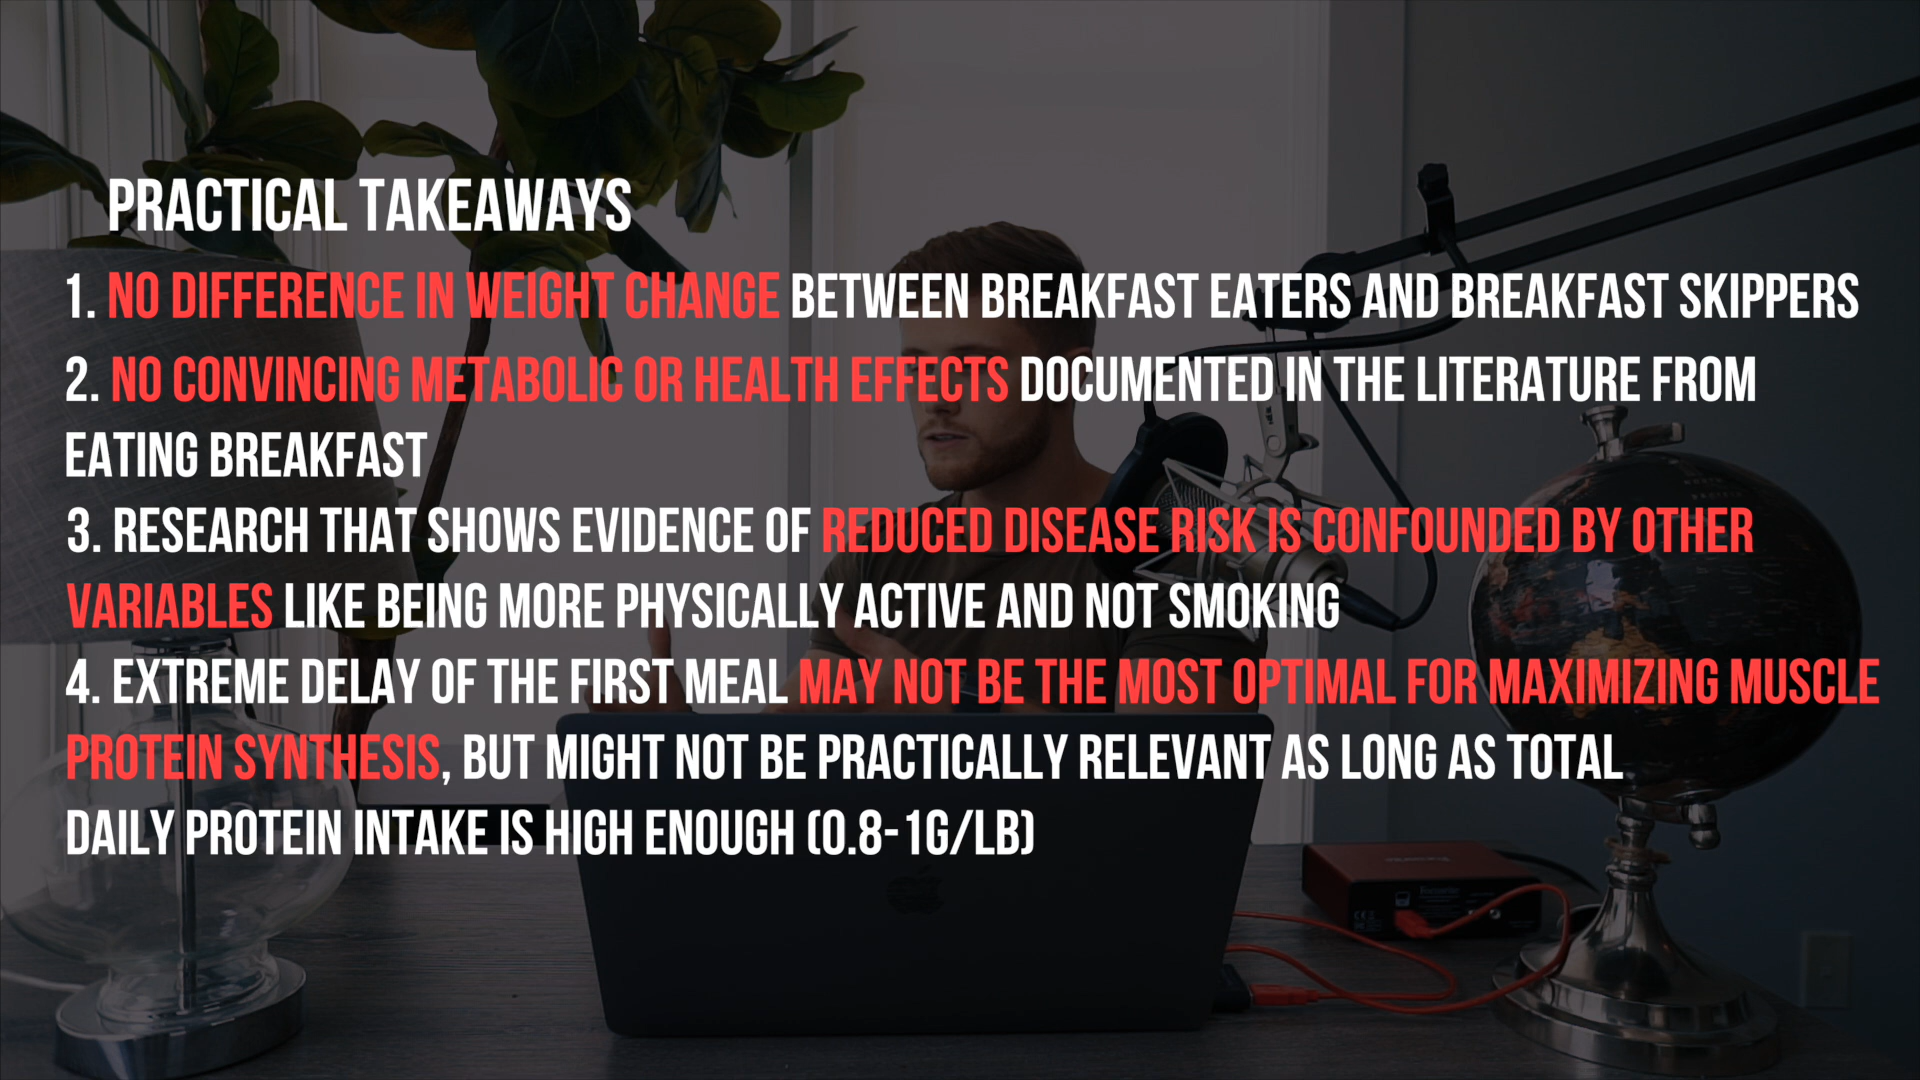 PRACTICAL TAKEAWAYS
1. NO DIFFERENCE IN WEIGHT CHANGE BETWEEN BREAKFAST EATERS AND BREAKFAST SKIPPERS
2. NO CONVINCING METABOLIC OR HEALTH EFFECTS DOCUMENTED IN THE LITERATURE FROM
EATING BREAKFAST
3. RESEARCH THAT SHOWS EVIDENCE OF REDUCED DISEASE RISK IS CONFOUNDED BY OTHER
VARIABLES LIKE BEING MORE PHYSICALLY ACTIVE AND NOT SMOKING
4. EXTREME DELAY OF THE FIRST MEAL MAY NOT BE THE MOST OPTIMAL FOR MAXIMIZING MUSCLE
PROTEIN SYNTHESIS, BUT MIGHT NOT BE PRACTICALLY RELEVANT AS LONG AS TOTAL
DAILY PROTEIN INTAKE IS HIGH ENOUGH (0.8-1G/LB)